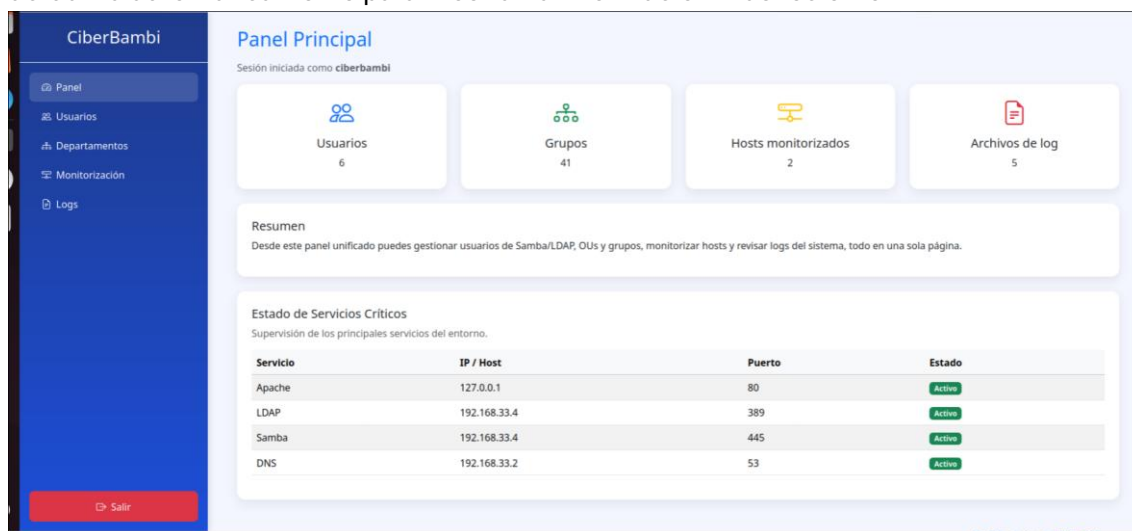 CiberBambi
Panel
Usuarios
Departamentos
Monitorización
Logs
Salir
Panel Principal
Sesión iniciada como ciberbambi
Usuarios
6
Grupos
41
Hosts monitorizados
2
Archivos de log
5
Resumen
Desde este panel unificado puedes gestionar usuarios de Samba/LDAP, OUs y grupos, monitorizar hosts y revisar logs del sistema, todo en una sola página.
Estado de Servicios Críticos
Supervisión de los principales servicios del entorno.
Servicio IP / Host Puerto Estado
Apache 127.0.0.1 80 Activo
LDAP 192.168.33.4 389 Activo
Samba 192.168.33.4 445 Activo
DNS 192.168.33.2 53 Activo